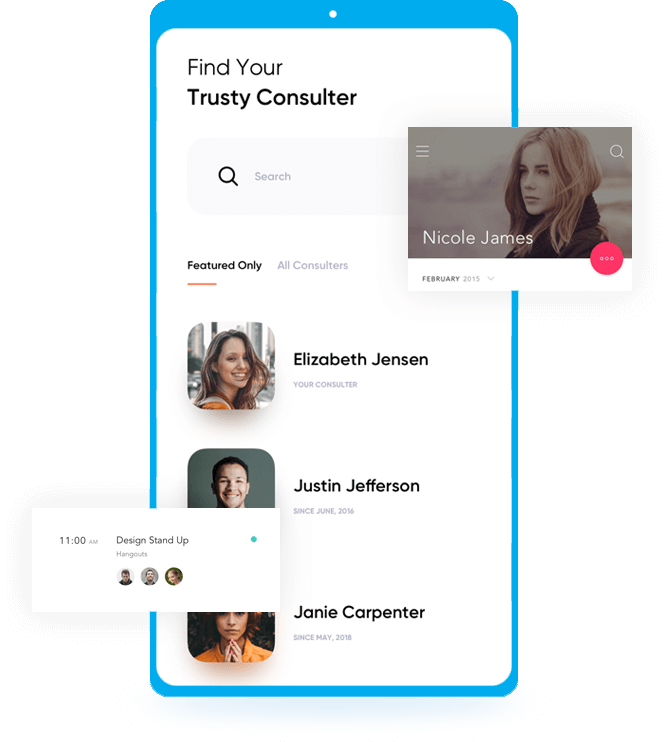 Find Your
Trusty Consulter
Search
Nicole James
FEBRUARY 2015
Featured Only All Consulters
Elizabeth Jensen
YOUR CONSULTER
Justin Jefferson
SINCE JUNE, 2016
11:00 AM Design Stand Up
Hangouts
Janie Carpenter
SINCE MAY, 2018